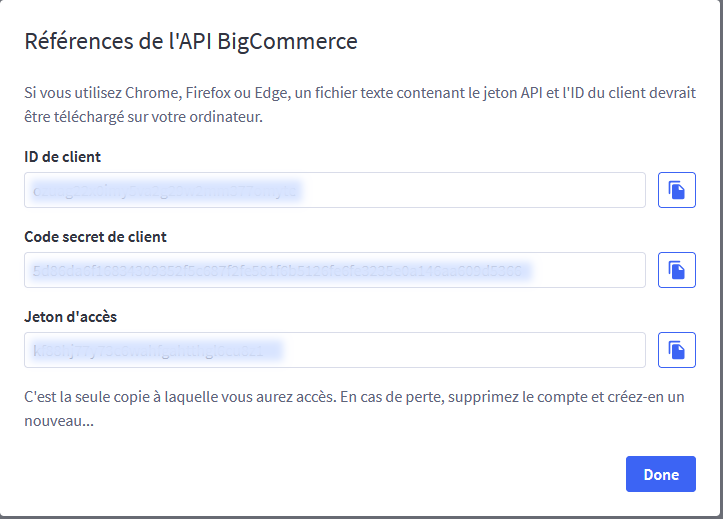 Références de l'API BigCommerce
Si vous utilisez Chrome, Firefox ou Edge, un fichier texte contenant le jeton API et l'ID du client devrait
être téléchargé sur votre ordinateur.
ID de client
Code secret de client
Jeton d'accès
C'est la seule copie à laquelle vous aurez accès. En cas de perte, supprimez le compte et créez-en un
nouveau...
Done